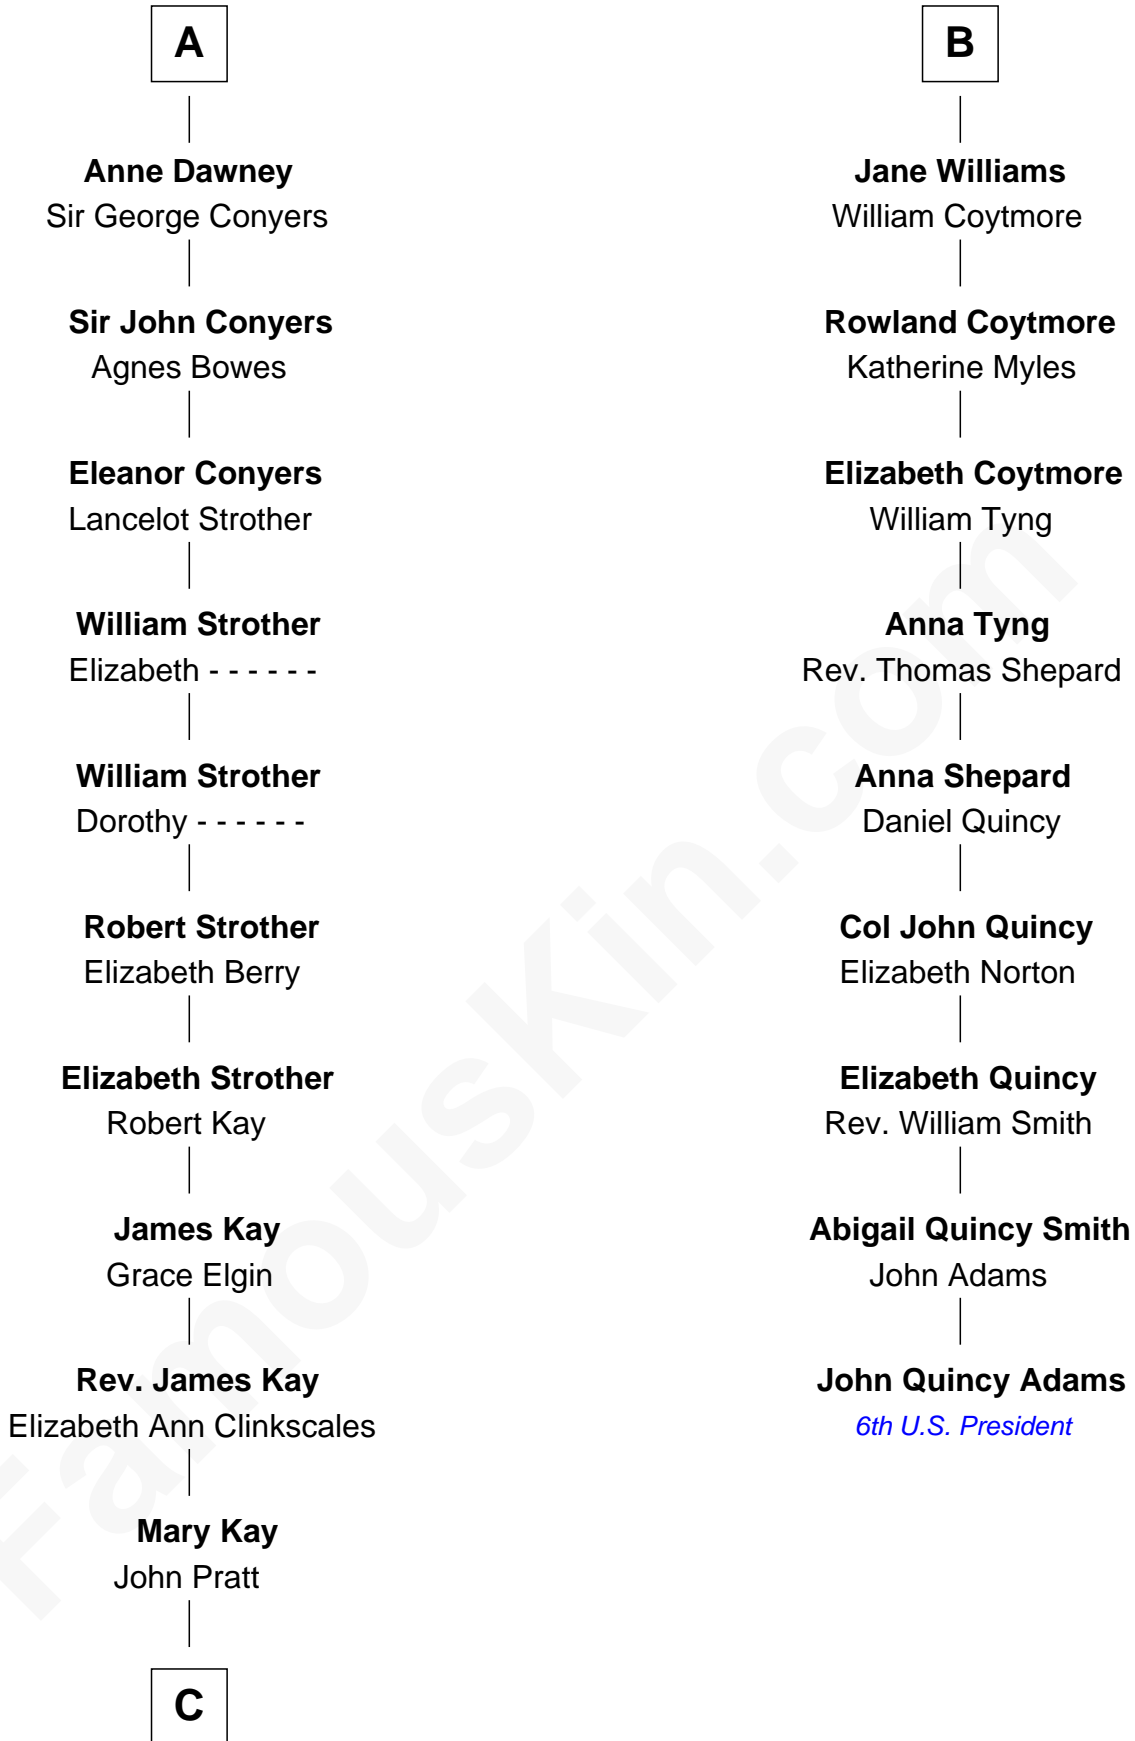 A
Anne Dawney
Sir George Conyers
Sir John Conyers
Agnes Bowes
Eleanor Conyers
Lancelot Strother
William Strother
Elizabeth - - - - - -
William Strother
Dorothy - - - - - -
Robert Strother
Elizabeth Berry
Elizabeth Strother
Robert Kay
James Kay
Grace Elgin
Rev. James Kay
Elizabeth Ann Clinkscales
Mary Kay
John Pratt
C
B
Jane Williams
William Coytmore
Rowland Coytmore
Katherine Myles
Elizabeth Coytmore
William Tyng
Anna Tyng
Rev. Thomas Shepard
Anna Shepard
Daniel Quincy
Col John Quincy
Elizabeth Norton
Elizabeth Quincy
Rev. William Smith
Abigail Quincy Smith
John Adams
John Quincy Adams
6th U.S. President
FamousKin.com